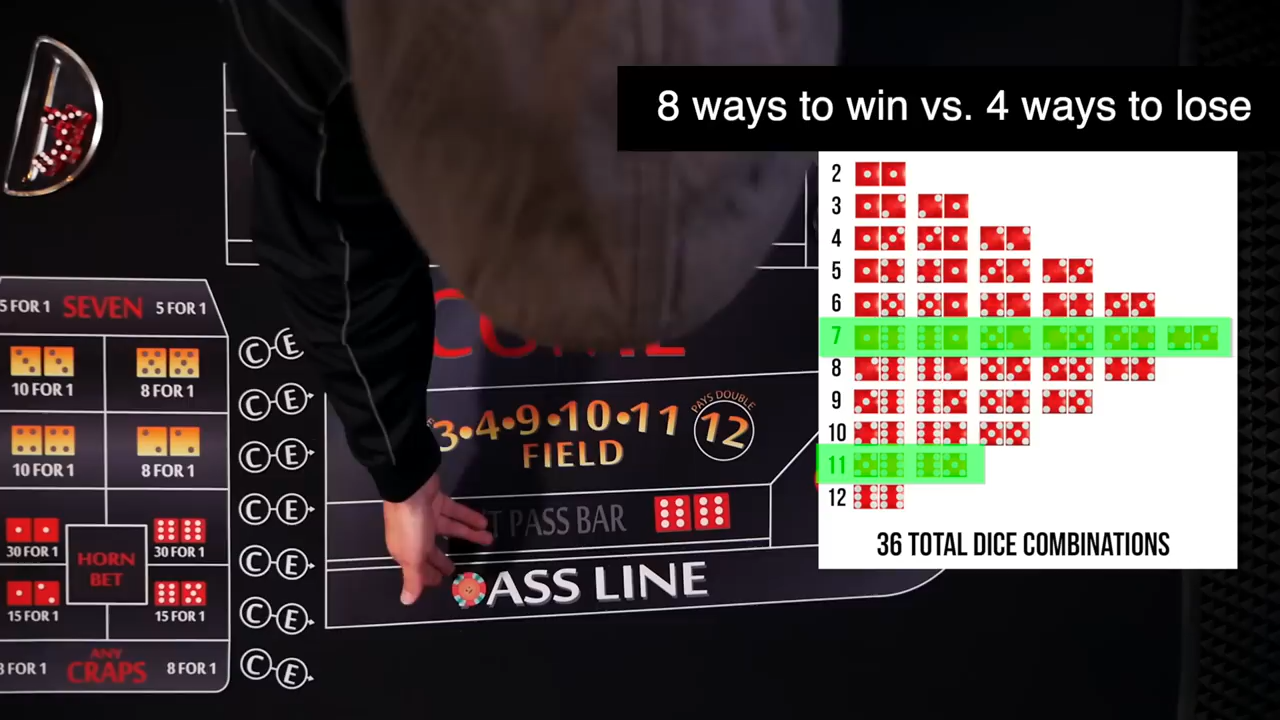 8 ways to win vs. 4 ways to lose
2
3
4
5
6
7
8
9
10
11
12
36 TOTAL DICE COMBINATIONS
5 FOR 1 SEVEN 5 FOR 1
10 FOR 1 8 FOR 1
10 FOR 1 8 FOR 1
30 FOR 1 30 FOR 1
HORN
BET
15 FOR 1 15 FOR 1
ANY
8 FOR 1 CRAPS 8 FOR 1
C E
C E
C E
C E
C E
C E
C E
3•4•9•10•11
PAYS DOUBLE
12
FIELD
T PASS BAR
ASS LINE